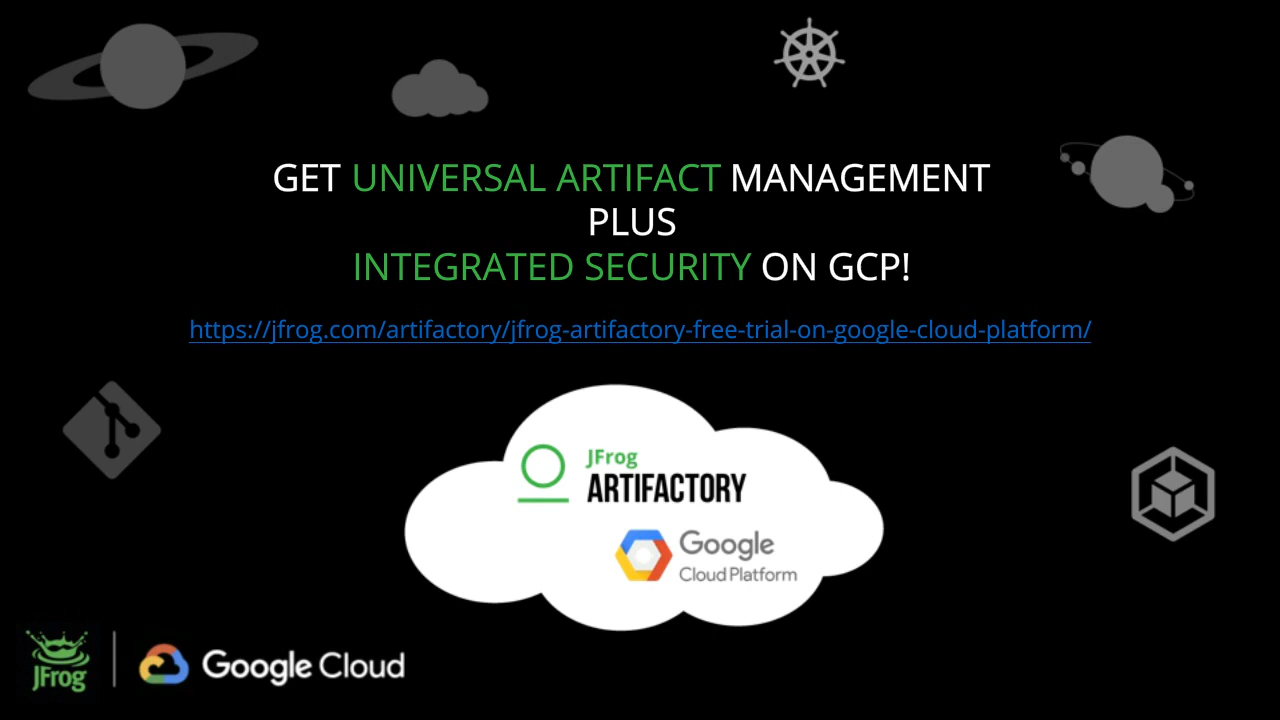 GET UNIVERSAL ARTIFACT MANAGEMENT
PLUS
INTEGRATED SECURITY ON GCP!
https://jfrog.com/artifactory/jfrog-artifactory-free-trial-on-google-cloud-platform/
JFrog
ARTIFACTORY
Google
Cloud Platform
JFrog
Google Cloud